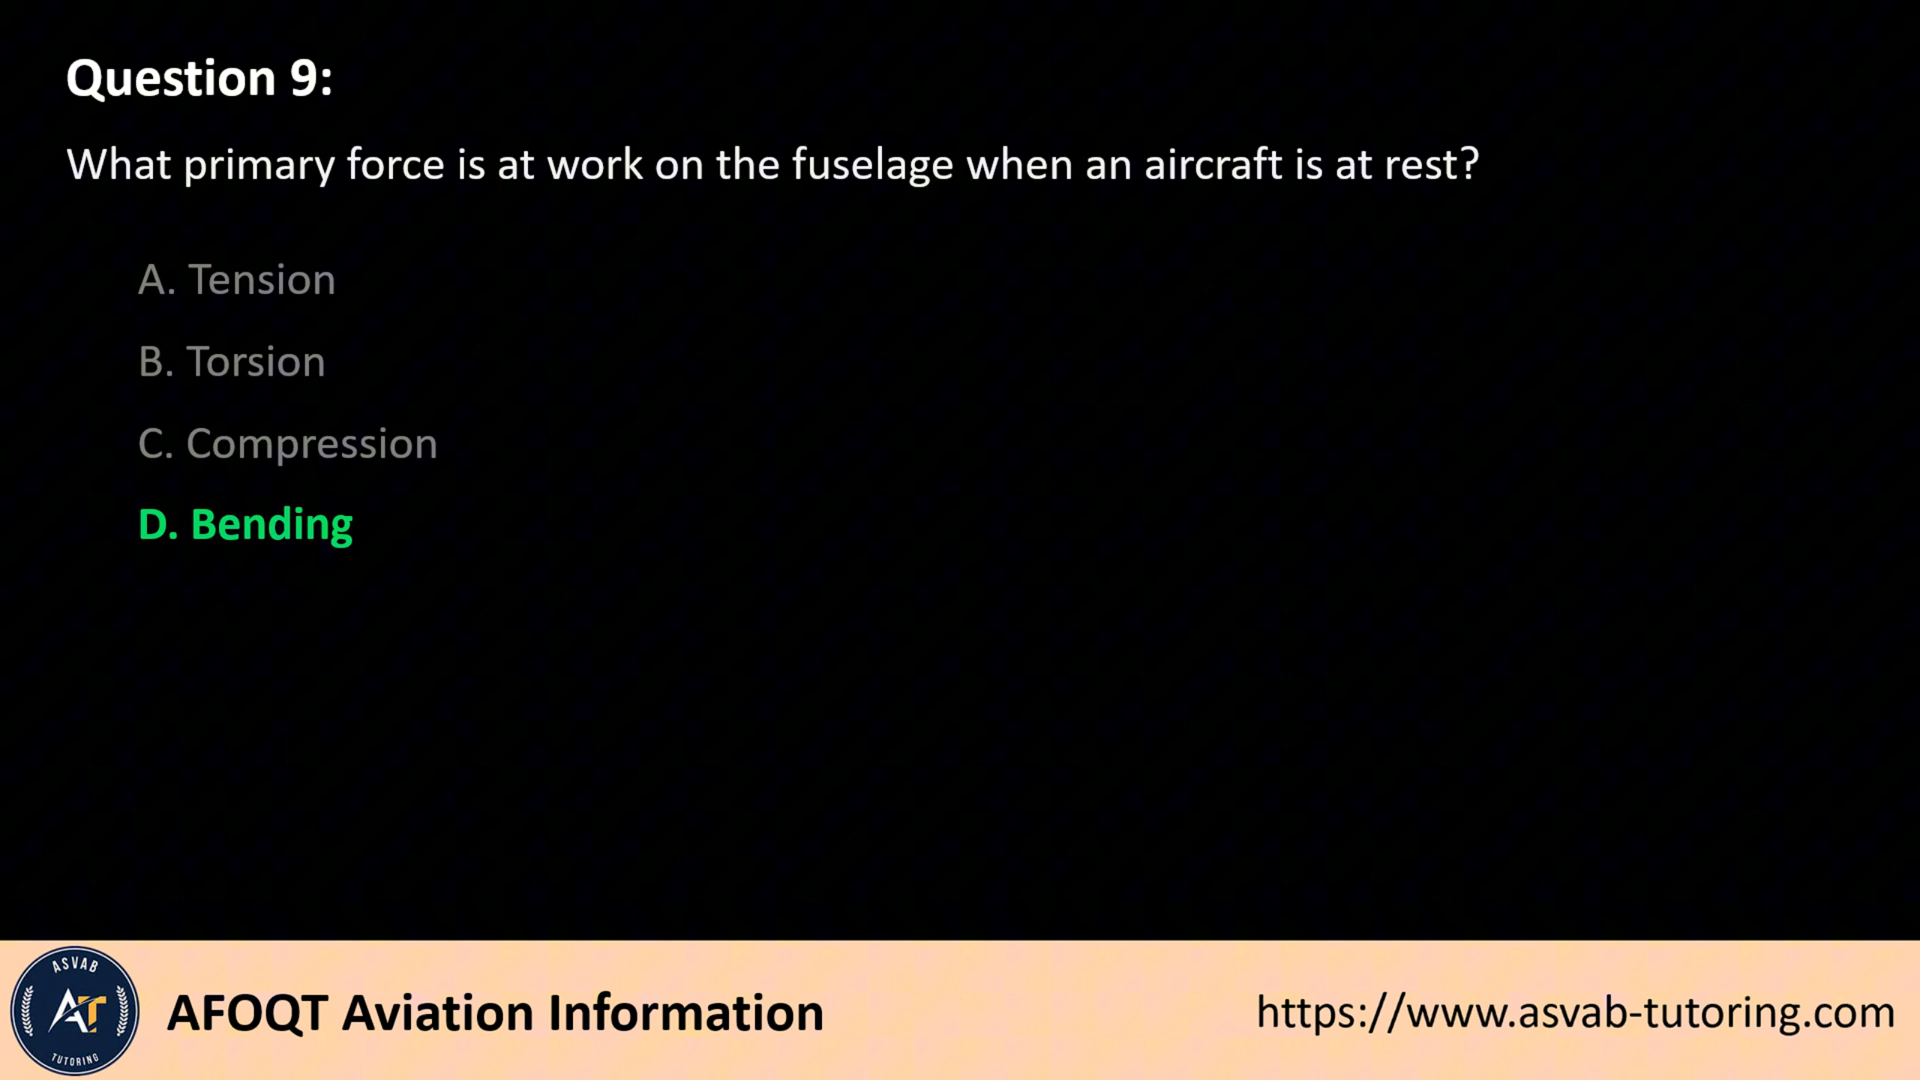 Question 9:
What primary force is at work on the fuselage when an aircraft is at rest?
A. Tension
B. Torsion
C. Compression
D. Bending
ASVAB
AT
TUTORING
AFOQT Aviation Information
https://www.asvab-tutoring.com